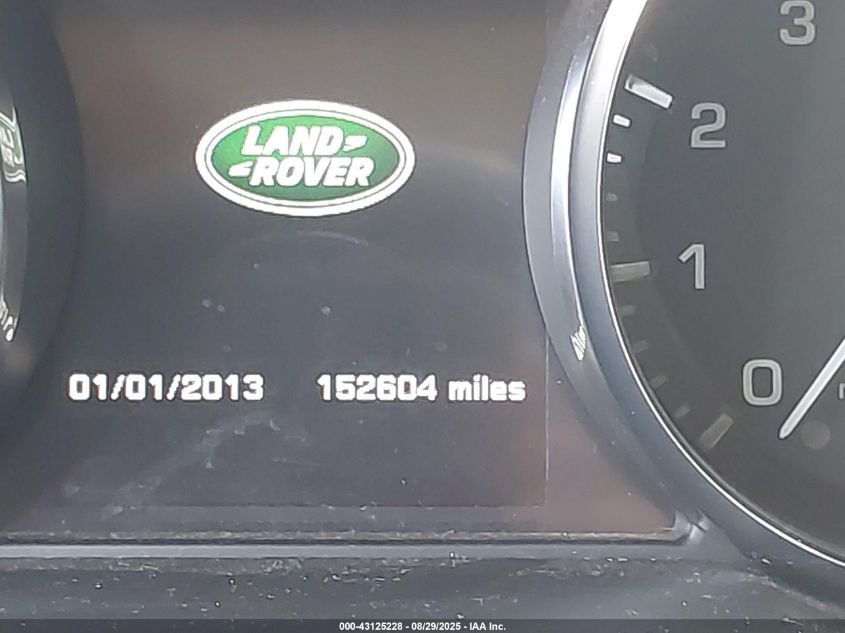 LAND
ROVER
01/01/2013 152604 miles
3
2
1
0
000-43125228 - 08/29/2025 - IAA Inc.